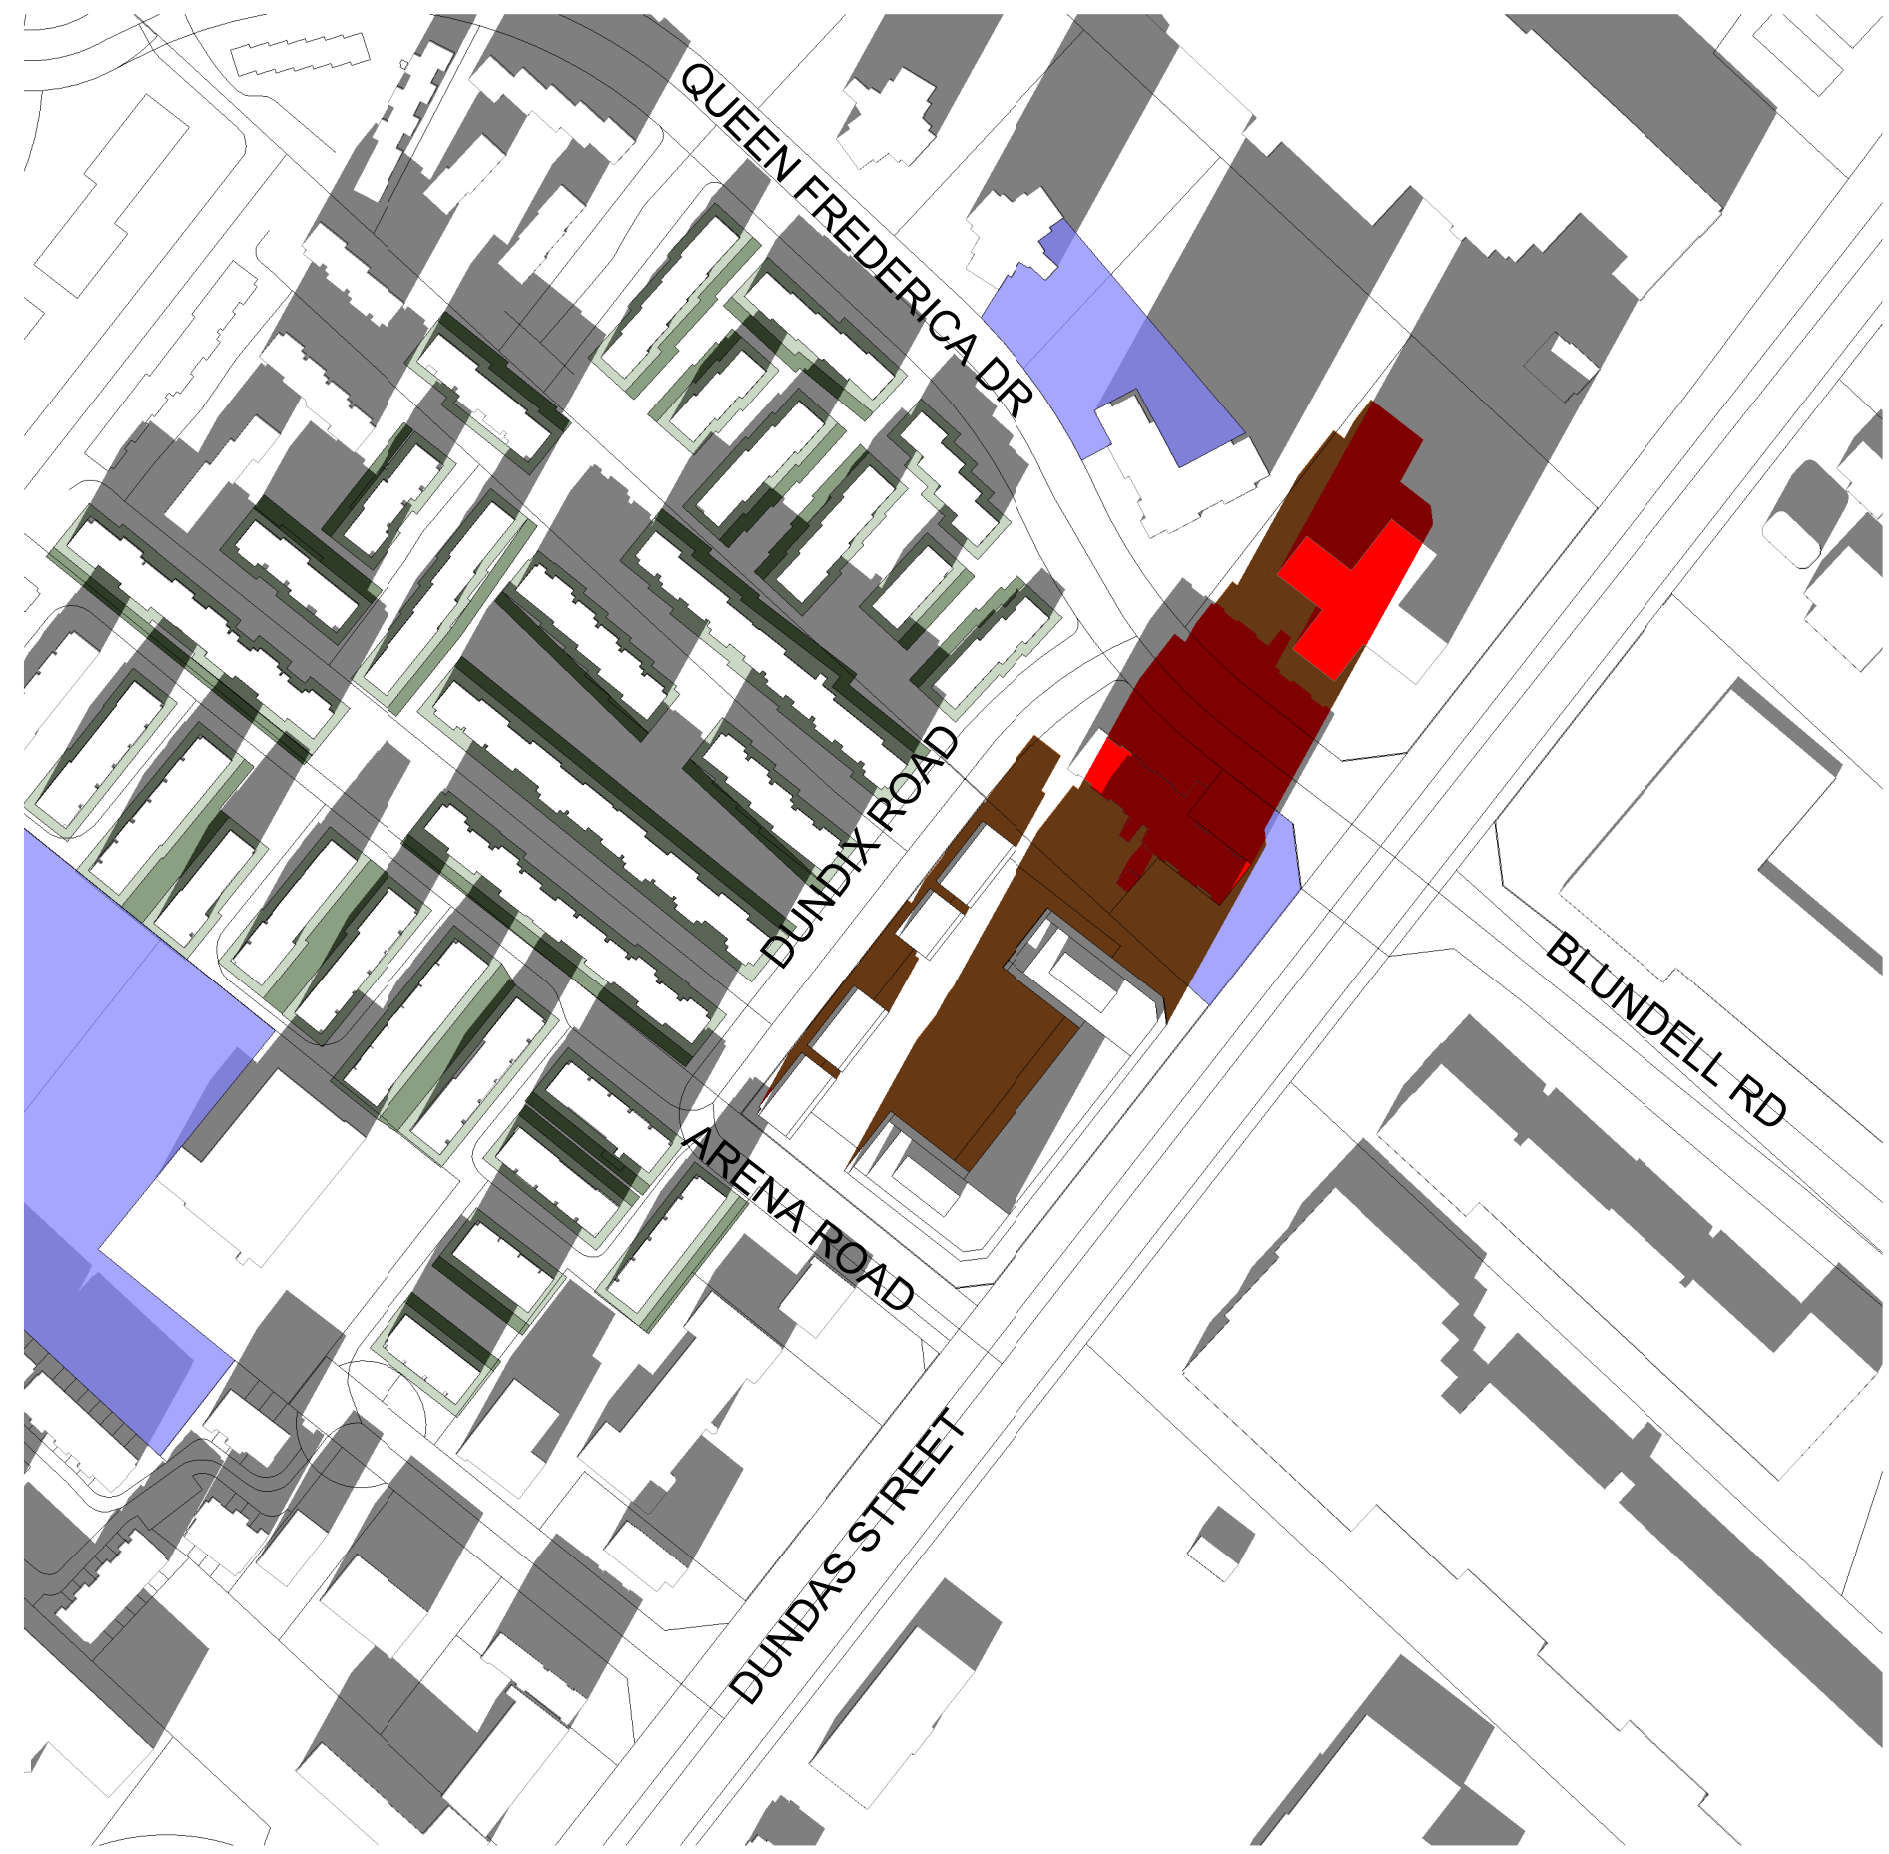 QUEEN FREDERICA DR
DUNDIX ROAD
BLUNDELL RD
ARENA ROAD
DUNDAS STREET